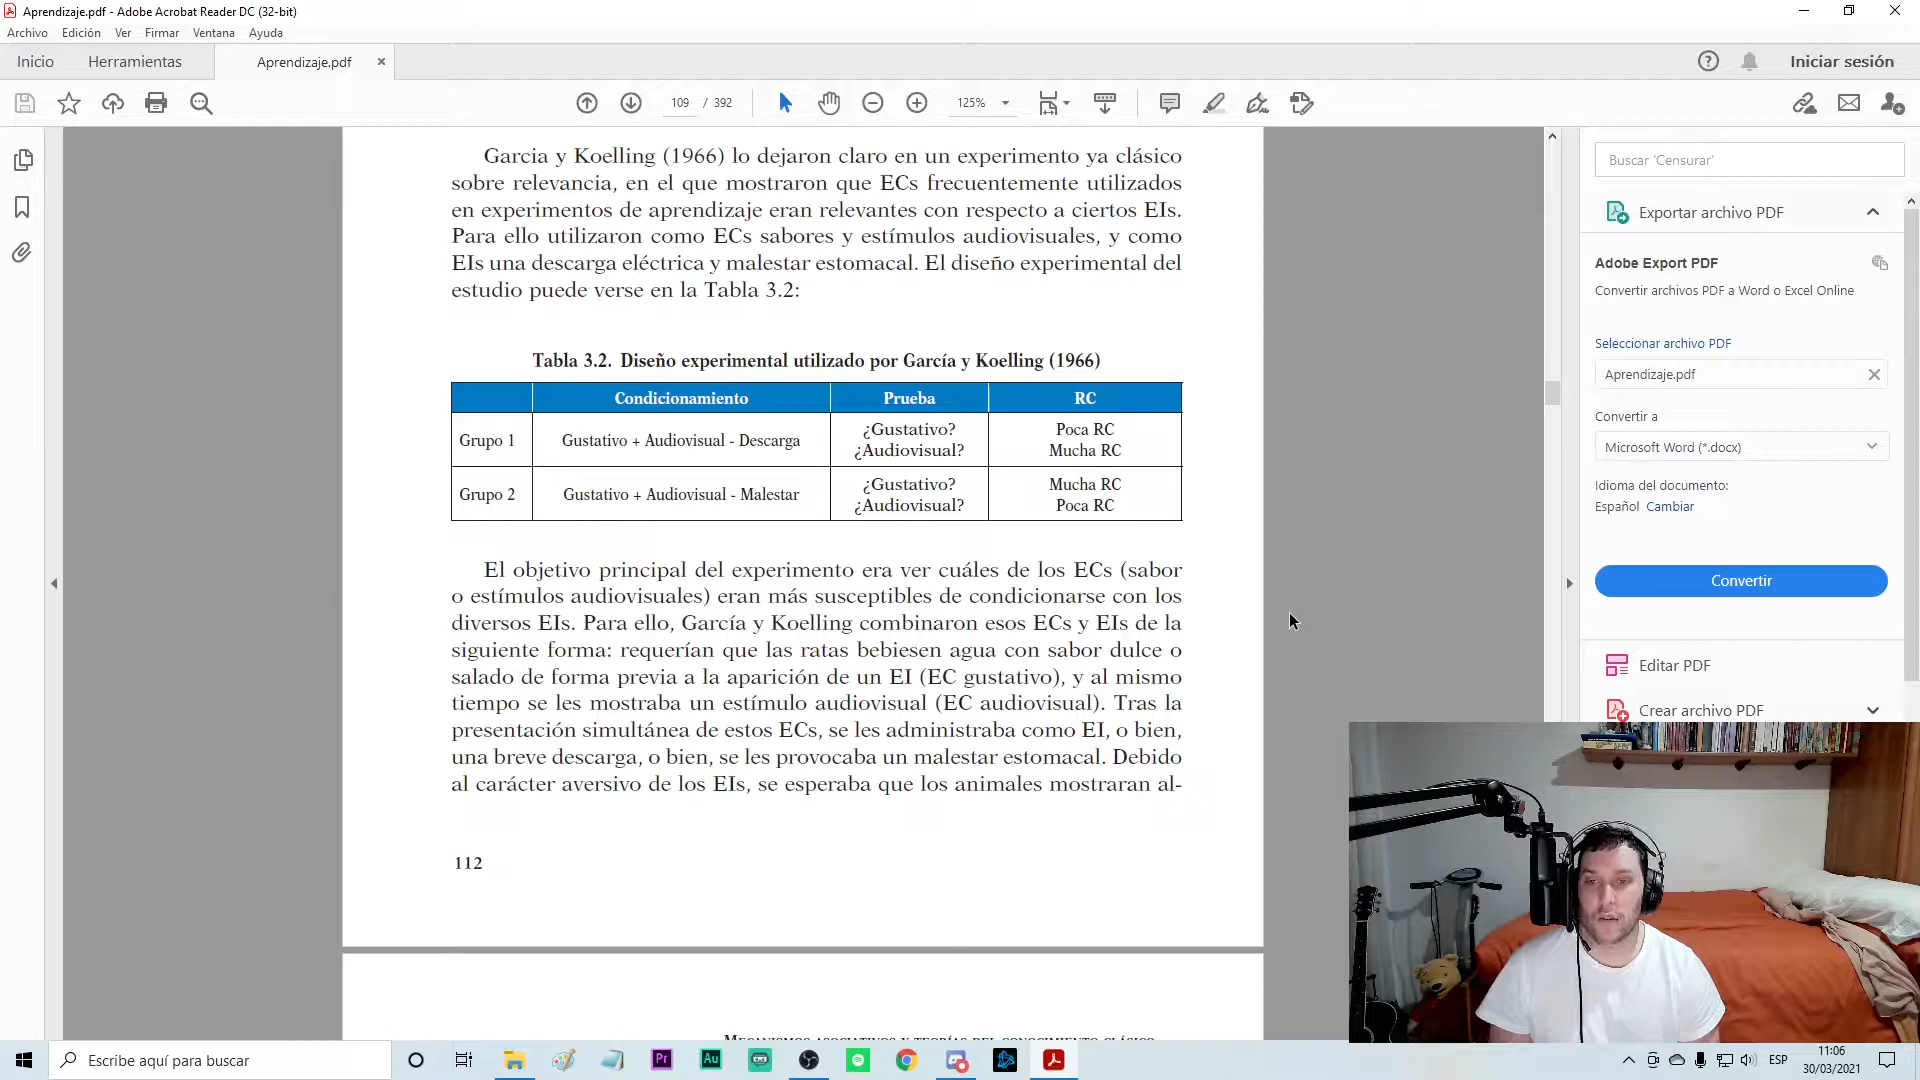 Aprendizaje.pdf - Adobe Acrobat Reader DC (32-bit)
Archivo Edición Ver Firmar Ventana Ayuda
Inicio Herramientas Aprendizaje.pdf Iniciar sesión
109 / 392 125%
Garcia y Koelling (1966) lo dejaron claro en un experimento ya clásico
sobre relevancia, en el que mostraron que ECs frecuentemente utilizados
en experimentos de aprendizaje eran relevantes con respecto a ciertos EIs.
Para ello utilizaron como ECs sabores y estímulos audiovisuales, y como
EIs una descarga eléctrica y malestar estomacal. El diseño experimental del
estudio puede verse en la Tabla 3.2:
Tabla 3.2. Diseño experimental utilizado por García y Koelling (1966)
Condicionamiento Prueba RC
Grupo 1 Gustativo + Audiovisual - Descarga ¿Gustativo? Poca RC
¿Audiovisual? Mucha RC
Grupo 2 Gustativo + Audiovisual - Malestar ¿Gustativo? Mucha RC
¿Audiovisual? Poca RC
El objetivo principal del experimento era ver cuáles de los ECs (sabor
o estímulos audiovisuales) eran más susceptibles de condicionarse con los
diversos EIs. Para ello, García y Koelling combinaron esos ECs y EIs de la
siguiente forma: requerían que las ratas bebiesen agua con sabor dulce o
salado de forma previa a la aparición de un EI (EC gustativo), y al mismo
tiempo se les mostraba un estímulo audiovisual (EC audiovisual). Tras la
presentación simultánea de estos ECs, se les administraba como EI, o bien,
una breve descarga, o bien, se les provocaba un malestar estomacal. Debido
al carácter aversivo de los EIs, se esperaba que los animales mostraran al-
112
Mecanismos asociativos y teorías del conocimiento clásico
Buscar 'Censurar'
Exportar archivo PDF
Adobe Export PDF
Convertir archivos PDF a Word o Excel Online
Seleccionar archivo PDF
Aprendizaje.pdf
Convertir a
Microsoft Word (*.docx)
Idioma del documento:
Español Cambiar
Convertir
Editar PDF
Crear archivo PDF
Escribe aquí para buscar
Pr
Au
ESP
11:06
30/03/2021